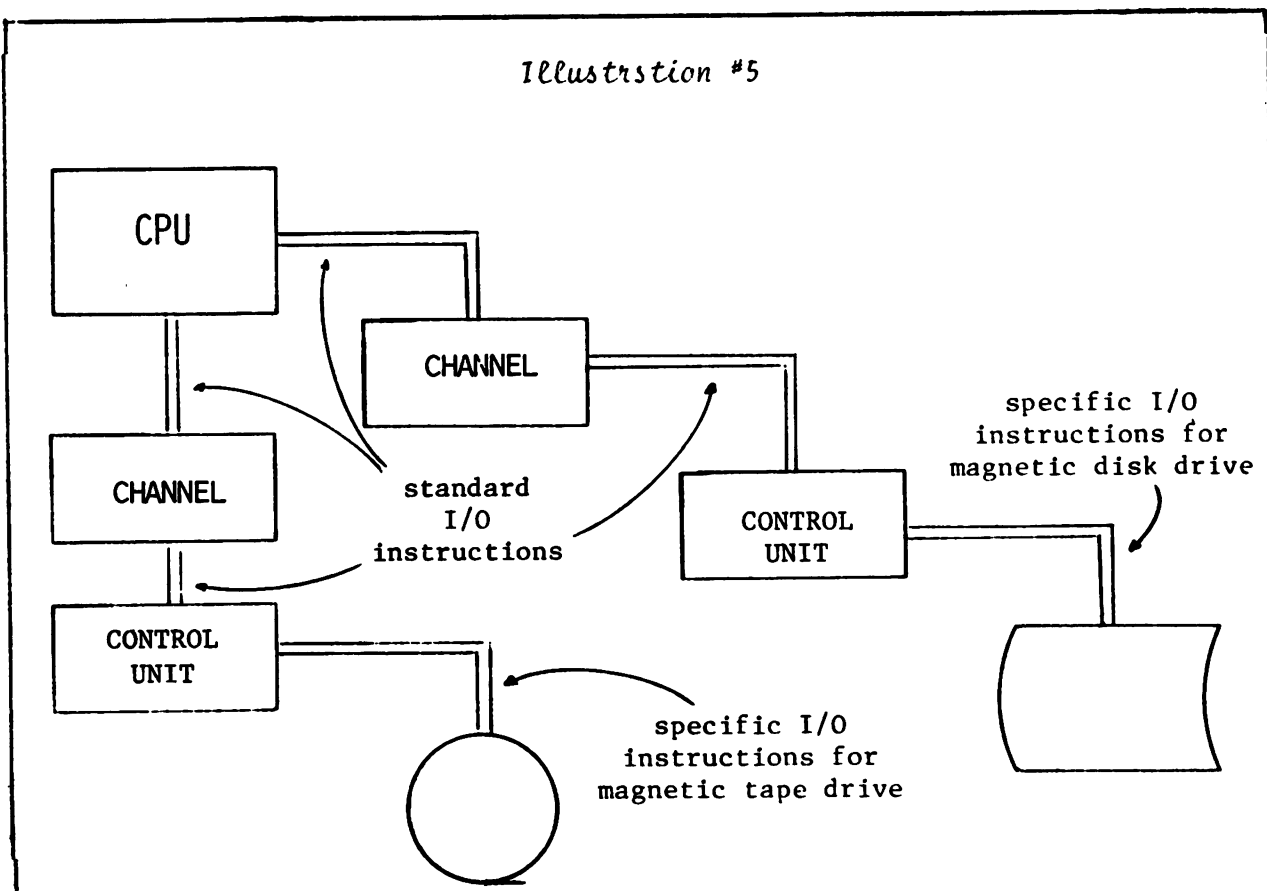 Illustrstion #5
CPU
CHANNEL
specific I/O
instructions for
magnetic disk drive
CHANNEL
standard
I/O
instructions
CONTROL
UNIT
CONTROL
UNIT
specific I/O
instructions for
magnetic tape drive